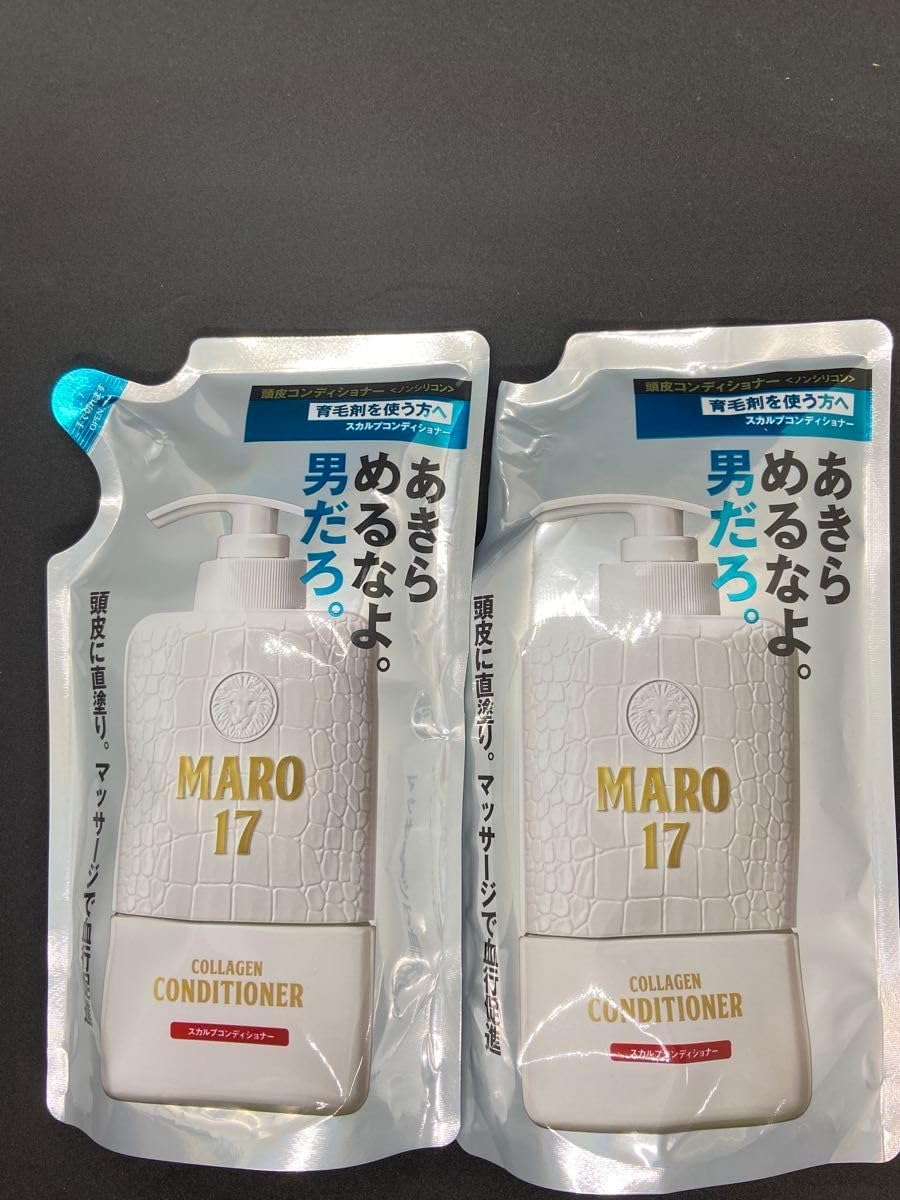 手で切れます
OPEN
頭皮コンディショナー<ノンシリコン>
育毛剤を使う方へ
スカルプコンディショナー
あきら
めるなよ。
男だろ。
頭皮に直塗り。マッサージで血行促進
MARO
17
COLLAGEN
CONDITIONER
スカルプコンディショナー
頭皮コンディショナー<ノンシリコン>
育毛剤を使う方へ
スカルプコンディショナー
あきら
めるなよ。
男だろ。
頭皮に直塗り。マッサージで血行促進
MARO
17
COLLAGEN
CONDITIONER
スカルプコンディショナー